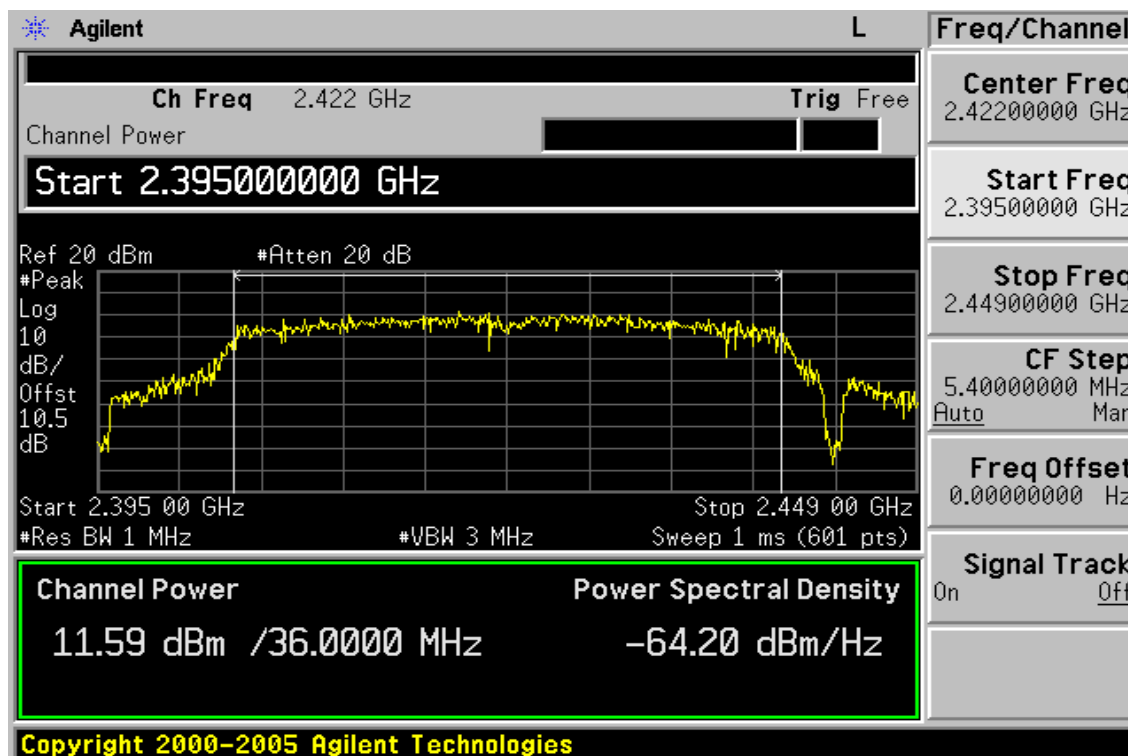 Agilent L Freq/Channel
Ch Freq 2.422 GHz Trig Free
Channel Power
Start 2.395000000 GHz
Ref 20 dBm #Atten 20 dB
#Peak
Log
10
dB/
Offst
10.5
dB
Start 2.395 00 GHz Stop 2.449 00 GHz
#Res BW 1 MHz #VBW 3 MHz Sweep 1 ms (601 pts)
Channel Power Power Spectral Density
11.59 dBm /36.0000 MHz -64.20 dBm/Hz
Copyright 2000-2005 Agilent Technologies
Center Freq
2.42200000 GHz
Start Freq
2.39500000 GHz
Stop Freq
2.44900000 GHz
CF Step
5.40000000 MHz
Auto Man
Freq Offset
0.00000000 Hz
Signal Track
On Off